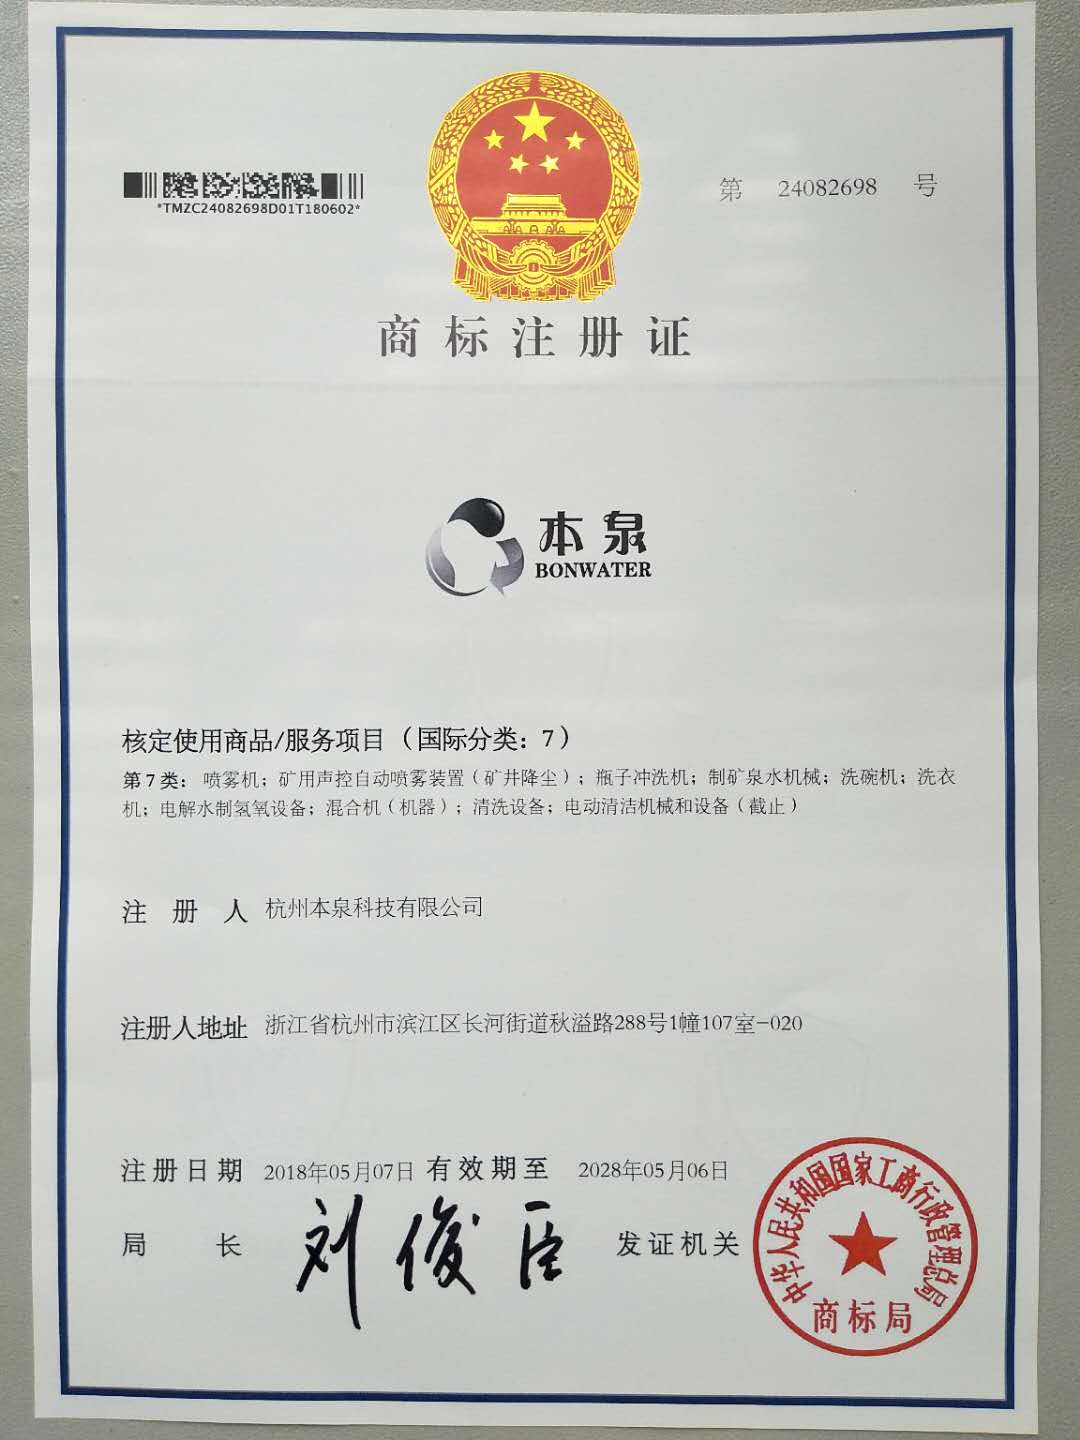 *TMZC24082698D01T180602*
第 24082698 号
商标注册证
本泉
BONWATER
核定使用商品/服务项目（国际分类：7）
第7类：喷雾机；矿用声控自动喷雾装置（矿井降尘）；瓶子冲洗机；制矿泉水机械；洗碗机；洗衣
机；电解水制氢氧设备；混合机（机器）；清洗设备；电动清洁机械和设备（截止）
注册人 杭州本泉科技有限公司
注册人地址 浙江省杭州市滨江区长河街道秋溢路288号1幢107室-020
注册日期 2018年05月07日 有效期至 2028年05月06日
局长 刘俊臣 发证机关
中华人民共和国国家工商行政管理总局
商标局